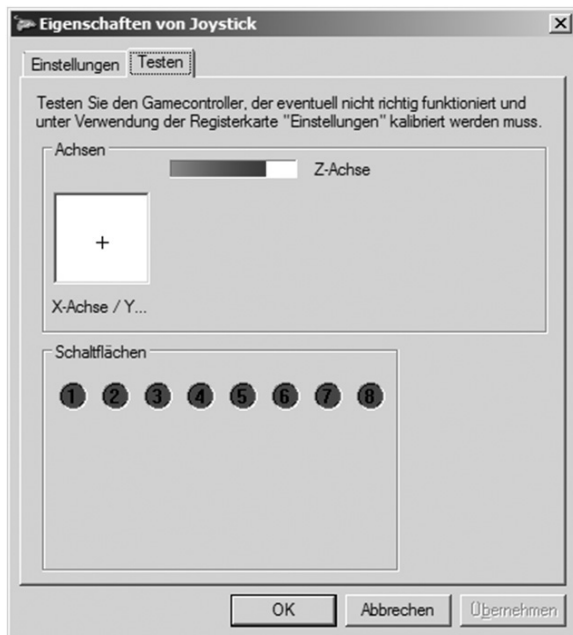 Eigenschaften von Joystick
Einstellungen Testen
Testen Sie den Gamecontroller, der eventuell nicht richtig funktioniert und
unter Verwendung der Registerkarte "Einstellungen" kalibriert werden muss.
Achsen
Z-Achse
X-Achse / Y...
Schaltflächen
1 2 3 4 5 6 7 8
OK Abbrechen Übernehmen